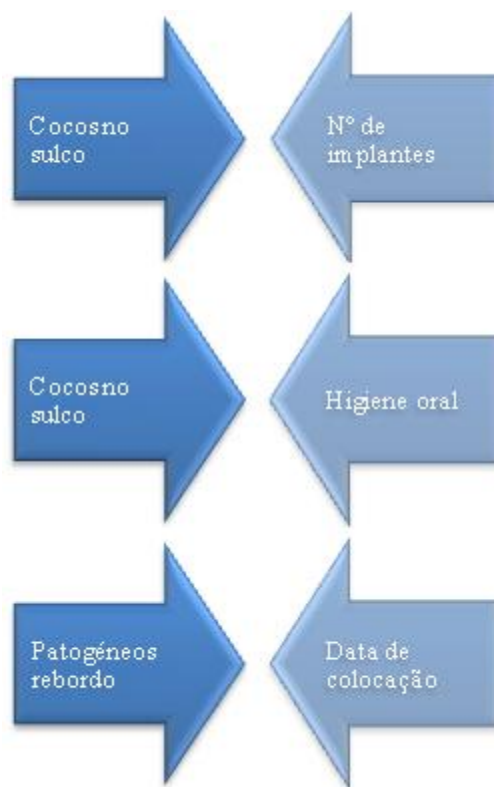 Cocosno
sulco
Nº de
implantes
Cocosno
sulco
Higiene oral
Patogéneos
rebordo
Data de
colocação